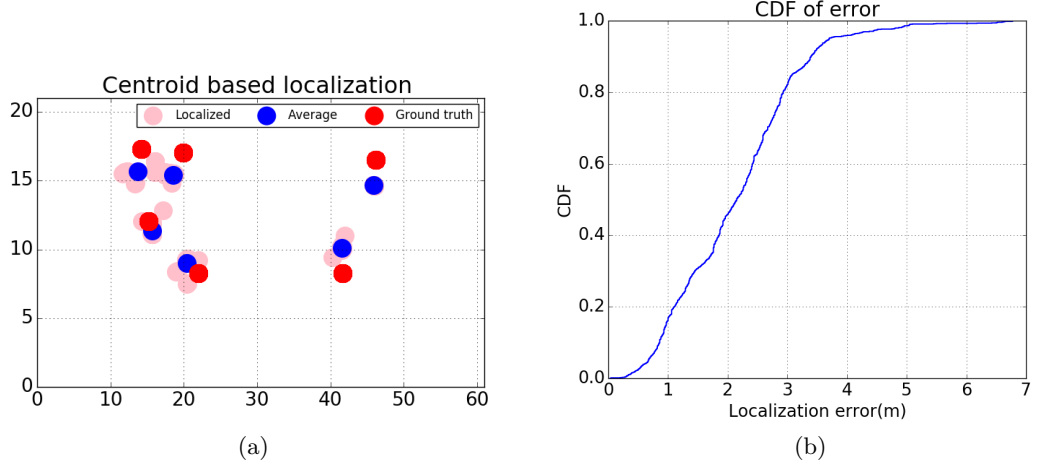 Centroid based localization
Localized Average Ground truth
20
15
10
5
0
0 10 20 30 40 50 60
(a)
CDF of error
1.0
0.8
0.6
0.4
0.2
0.0
CDF
0 1 2 3 4 5 6 7
Localization error(m)
(b)